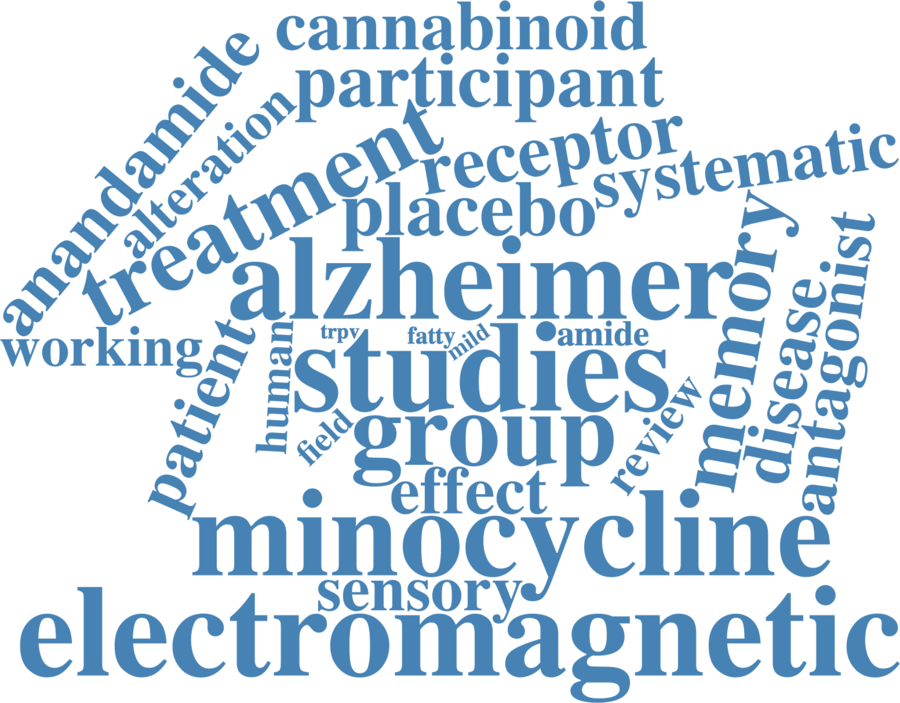 cannabinoid
participant
anandamide
alteration
treatment
receptor
systematic
placebo
alzheimer
memory
antagonist
disease
working
patient
human
trpy
fatty
mild
amide
studies
field
group
review
effect
minocycline
sensory
electromagnetic